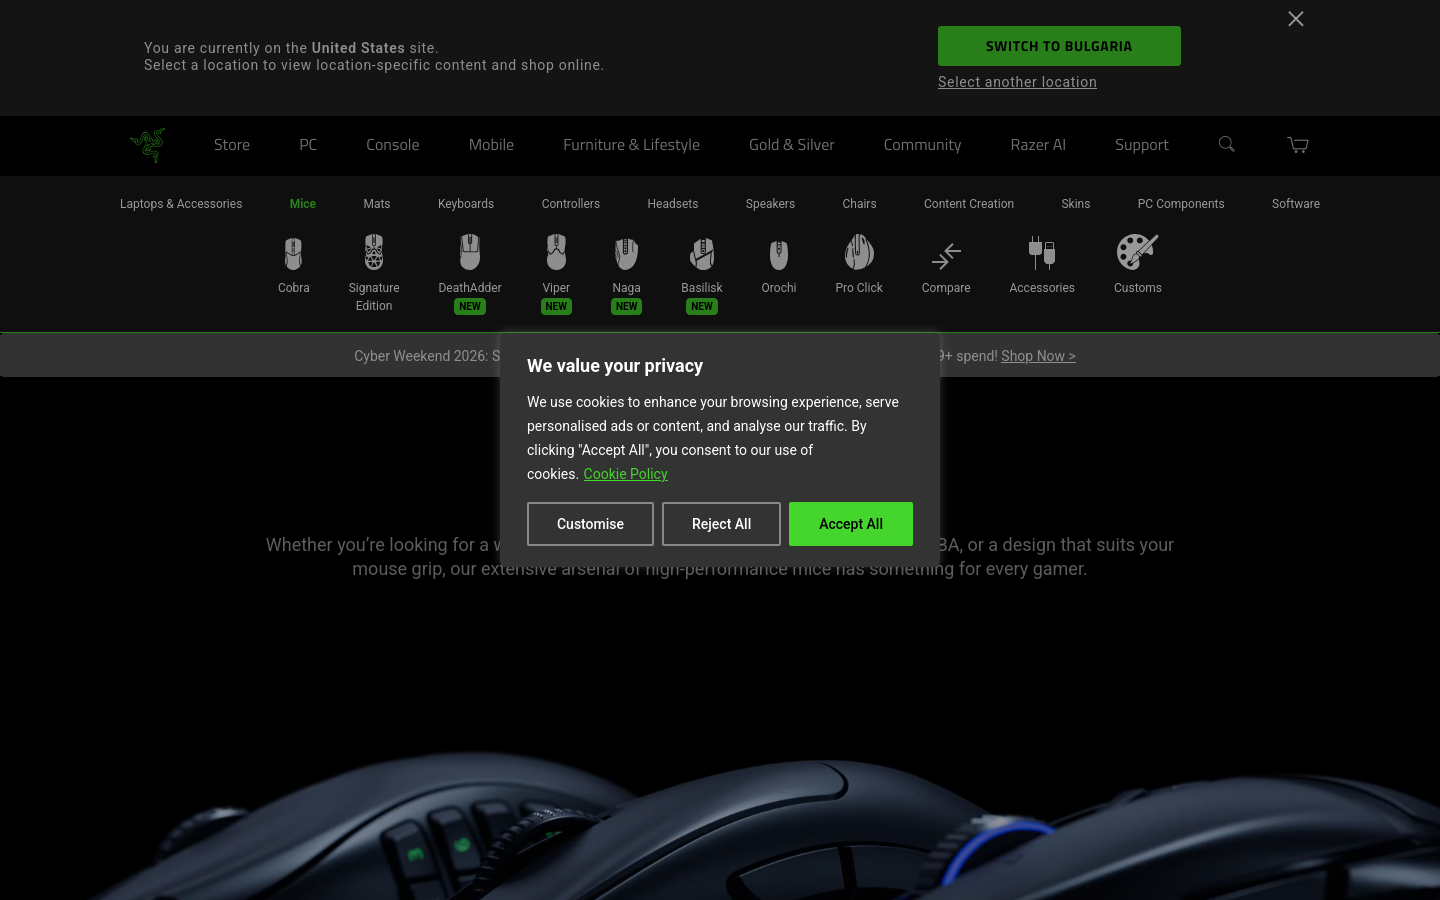 You are currently on the United States site.
Select a location to view location-specific content and shop online.
SWITCH TO BULGARIA
Select another location
Store PC Console Mobile Furniture & Lifestyle Gold & Silver Community Razer AI Support
Laptops & Accessories Mice Mats Keyboards Controllers Headsets Speakers Chairs Content Creation Skins PC Components Software
Cobra Signature Edition DeathAdder NEW Viper NEW Naga NEW Basilisk NEW Orochi Pro Click Compare Accessories Customs
Cyber Weekend 2026: 9+ spend! Shop Now >
We value your privacy
We use cookies to enhance your browsing experience, serve
personalised ads or content, and analyse our traffic. By
clicking "Accept All", you consent to our use of
cookies. Cookie Policy
Customise Reject All Accept All
Whether you're looking for a or a design that suits your
mouse grip, our extensive arsenal of high-performance mice has something for every gamer.